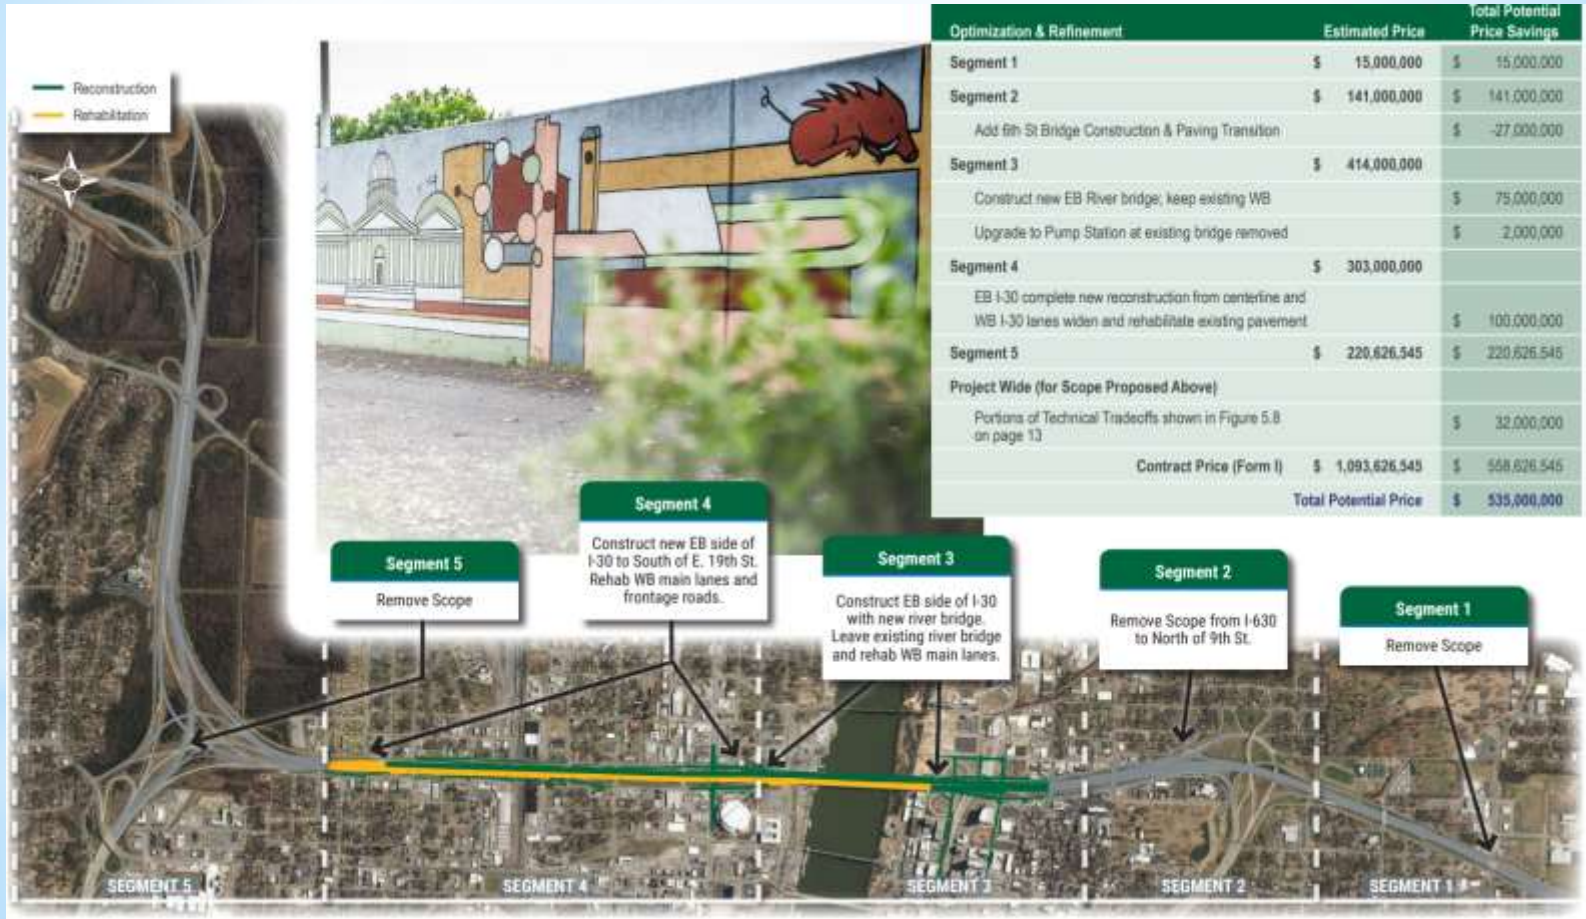 Reconstruction
Rehabilitation
Optimization & Refinement Estimated Price Total Potential
Price Savings
Segment 1 $ 15,000,000 $ 15,000,000
Segment 2 $ 141,000,000 $ 141,000,000
Add 6th St Bridge Construction & Paving Transition $ -27,000,000
Segment 3 $ 414,000,000
Construct new EB River bridge; keep existing WB $ 75,000,000
Upgrade to Pump Station at existing bridge removed $ 2,000,000
Segment 4 $ 303,000,000
EB I-30 complete new reconstruction from centerline and
WB I-30 lanes widen and rehabilitate existing pavement $ 100,000,000
Segment 5 $ 220,626,545 $ 220,626,545
Project Wide (for Scope Proposed Above)
Portions of Technical Tradeoffs shown in Figure 5.8
on page 13 $ 32,000,000
Contract Price (Form I) $ 1,093,626,545 $ 558,626,545
Total Potential Price $ 535,000,000
Segment 5
Remove Scope
Segment 4
Construct new EB side of
I-30 to South of E. 19th St.
Rehab WB main lanes and
frontage roads.
Segment 3
Construct EB side of I-30
with new river bridge.
Leave existing river bridge
and rehab WB main lanes.
Segment 2
Remove Scope from I-630
to North of 9th St.
Segment 1
Remove Scope
SEGMENT 5
SEGMENT 4
SEGMENT 3
SEGMENT 2
SEGMENT 1